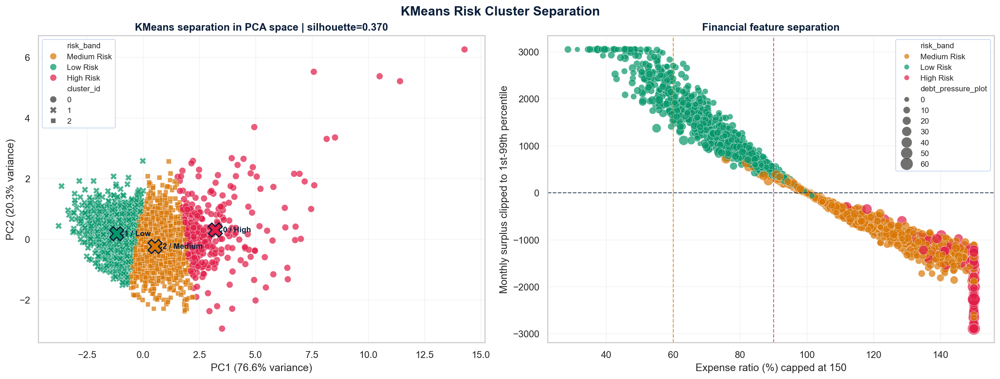 KMeans Risk Cluster Separation
KMeans separation in PCA space | silhouette=0.370
risk_band
Medium Risk
Low Risk
High Risk
cluster_id
0
1
2
1 / Low
2 / Medium
0 / High
6
4
2
0
−2
PC2 (20.3% variance)
−2.5
0.0
2.5
5.0
7.5
10.0
12.5
15.0
PC1 (76.6% variance)
Financial feature separation
risk_band
Medium Risk
Low Risk
High Risk
debt_pressure_plot
0
10
20
30
40
50
60
3000
2000
1000
0
−1000
−2000
−3000
Monthly surplus clipped to 1st-99th percentile
40
60
80
100
120
140
Expense ratio (%) capped at 150